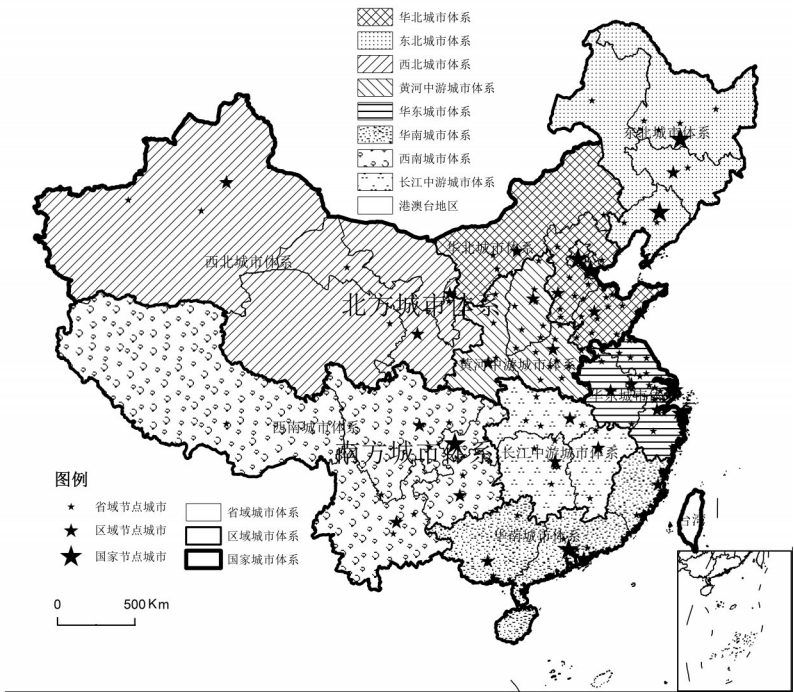 华北城市体系
东北城市体系
西北城市体系
黄河中游城市体系
华东城市体系
华南城市体系
西南城市体系
长江中游城市体系
港澳台地区
东北城市体系
华北城市体系
西北城市体系
北方城市体系
黄河中游城市体系
华东城市体系
西南城市体系
南方城市体系
长江中游城市体系
华南城市体系
台湾
图例
省域节点城市
省域城市体系
区域节点城市
区域城市体系
国家节点城市
国家城市体系
0 500Km